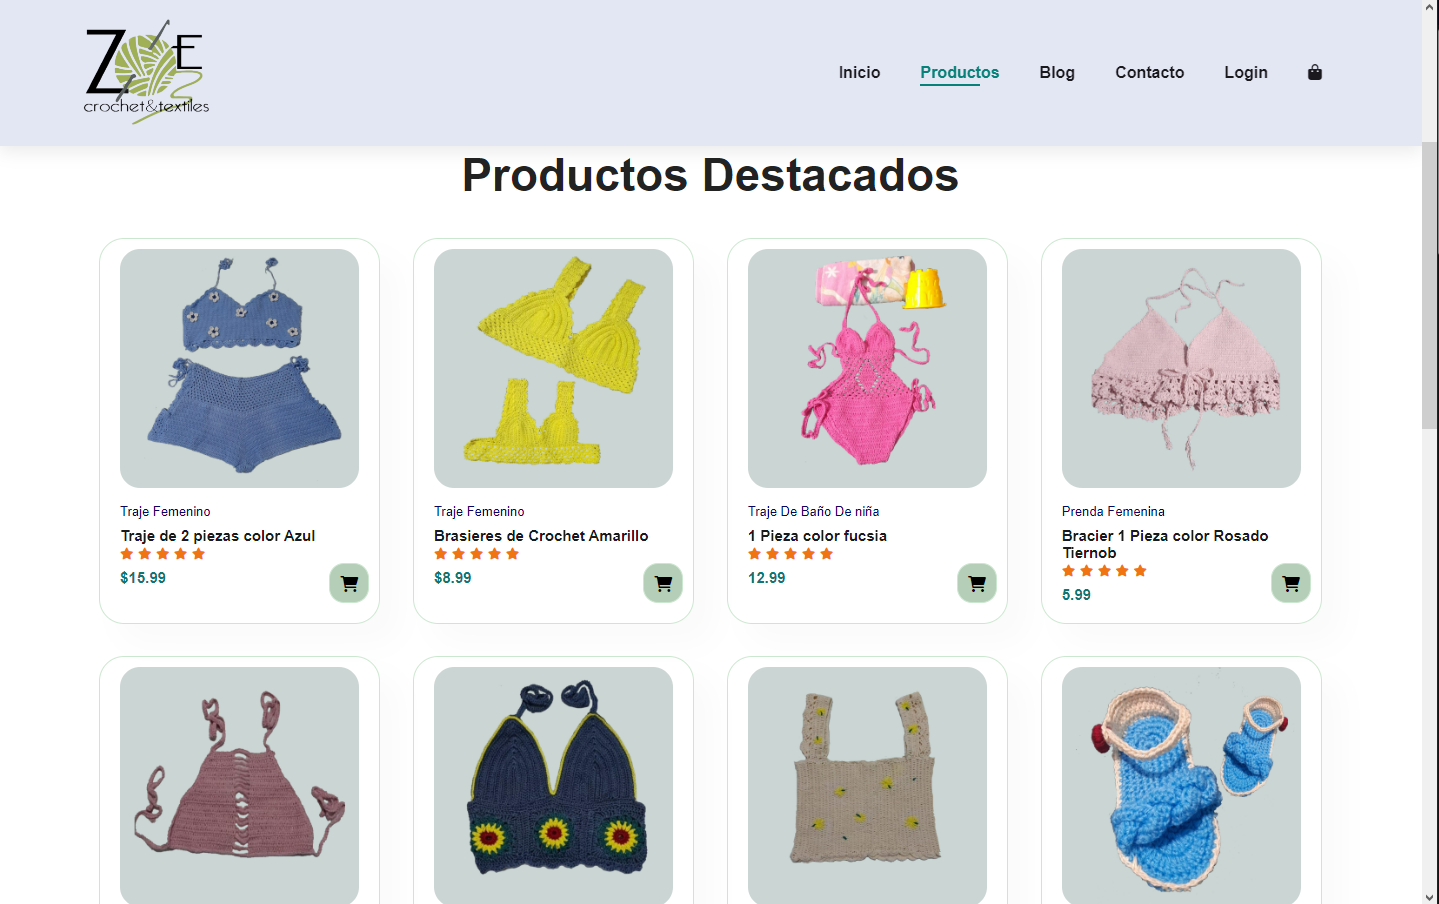 ZOE
crochet&textiles
Inicio
Productos
Blog
Contacto
Login
Productos Destacados
Traje Femenino
Traje de 2 piezas color Azul
$15.99
Traje Femenino
Brasieres de Crochet Amarillo
$8.99
Traje De Baño De niña
1 Pieza color fucsia
12.99
Prenda Femenina
Bracier 1 Pieza color Rosado
Tiernob
5.99